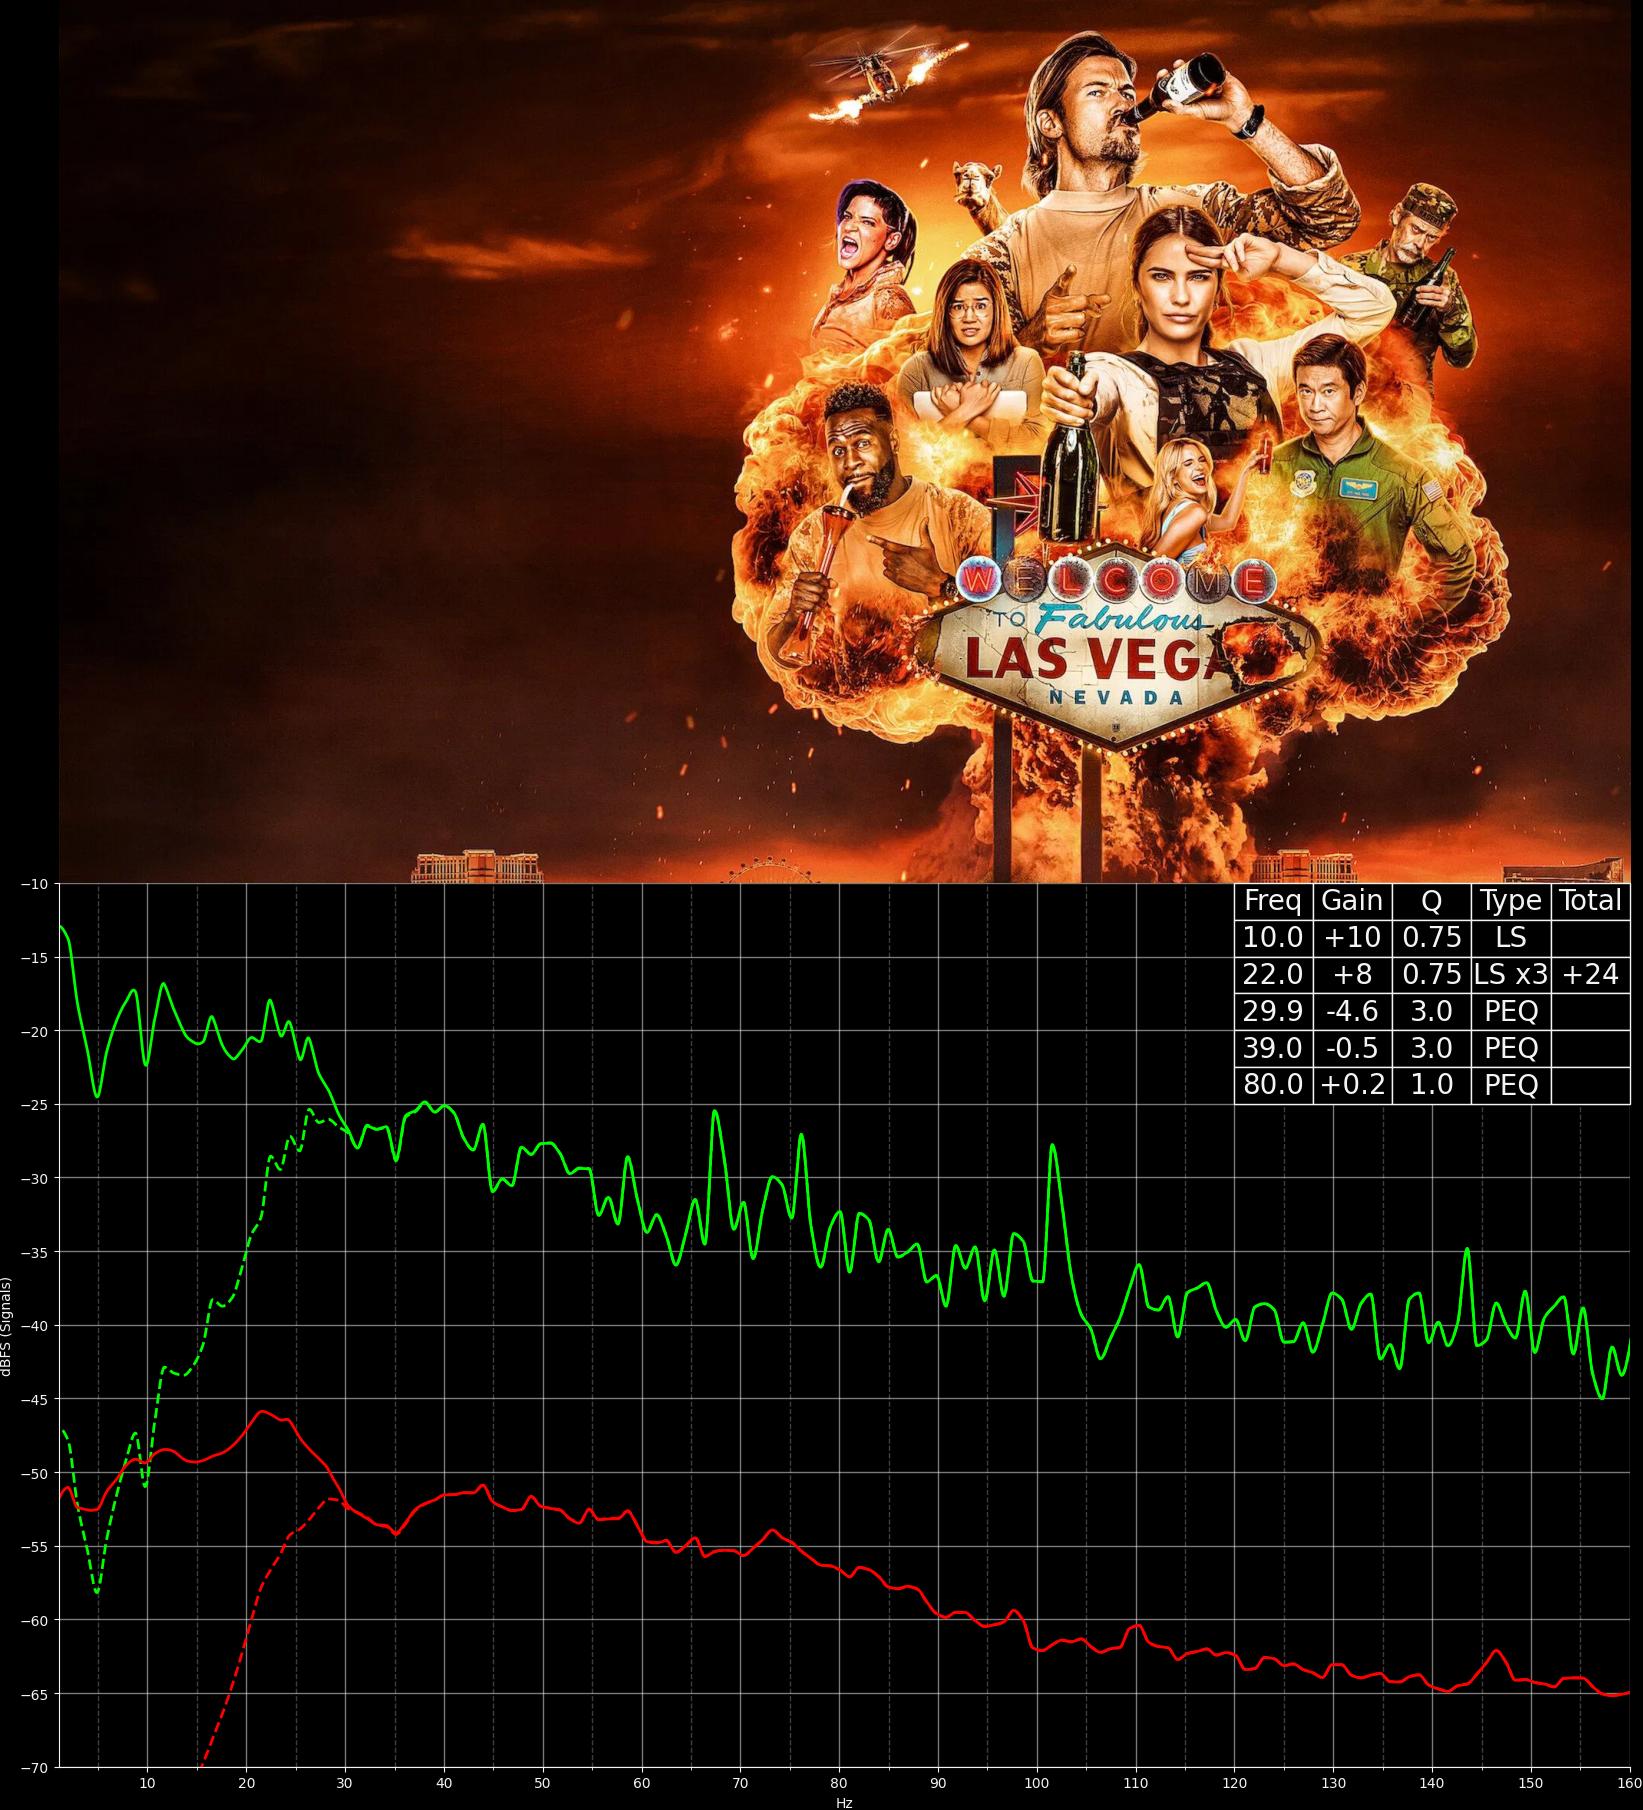 WELCOME
TO Fabulous
LAS VEGA
NEVADA
Freq Gain Q Type Total
10.0 +10 0.75 LS
22.0 +8 0.75 LS x3 +24
29.9 -4.6 3.0 PEQ
39.0 -0.5 3.0 PEQ
80.0 +0.2 1.0 PEQ
−10
−15
−20
−25
−30
−35
−40
−45
−50
−55
−60
−65
−70
dBFS (Signals)
10 20 30 40 50 60 70 80 90 100 110 120 130 140 150 160
Hz